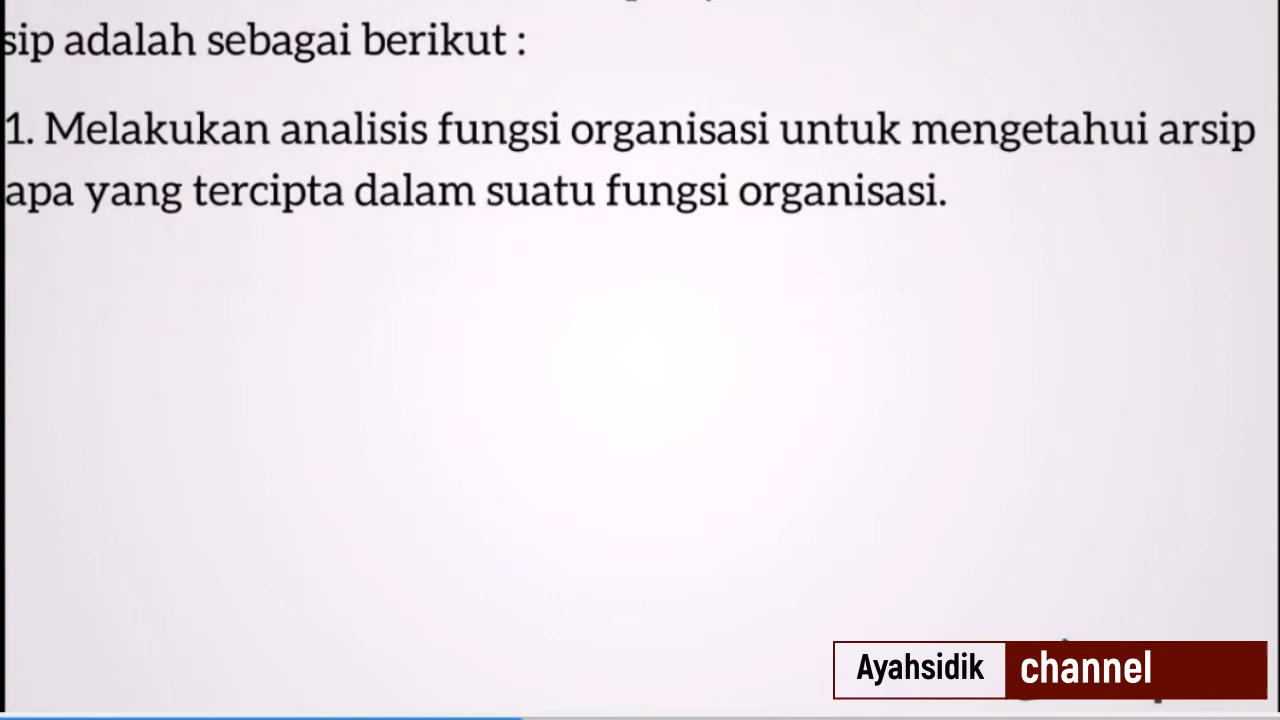 sip adalah sebagai berikut :
1. Melakukan analisis fungsi organisasi untuk mengetahui arsip
apa yang tercipta dalam suatu fungsi organisasi.
Ayahsidik channel